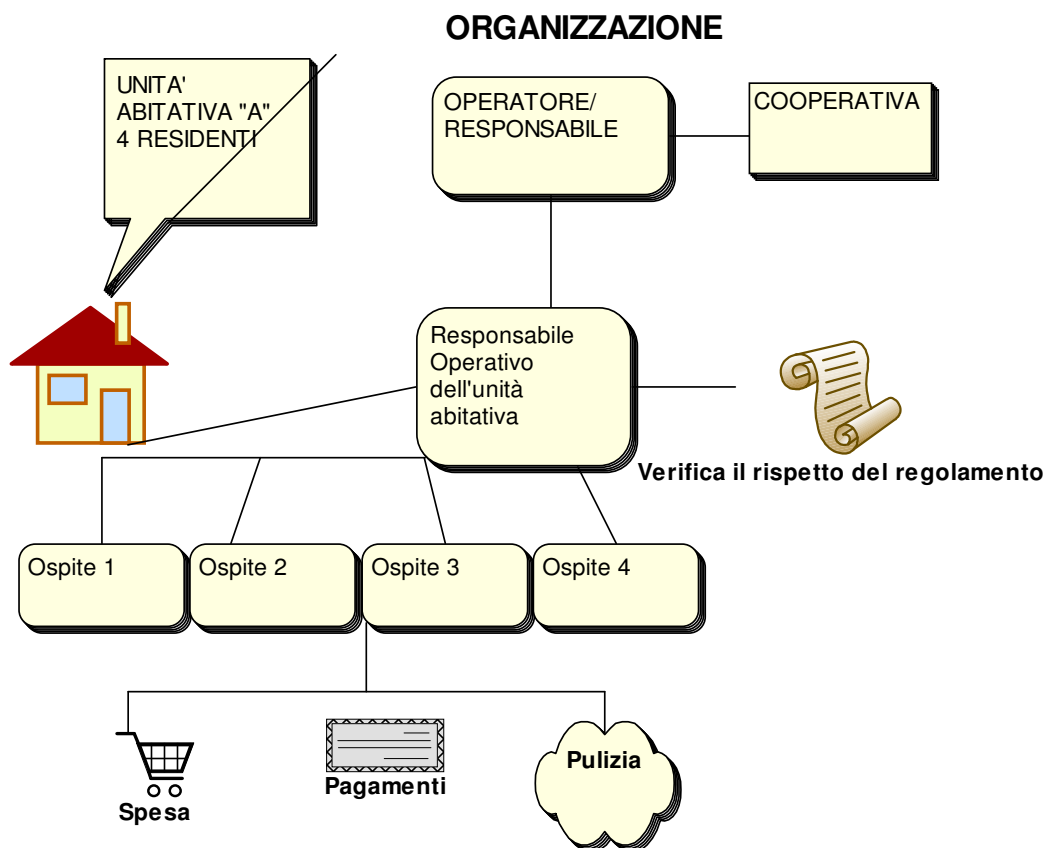 ORGANIZZAZIONE
UNITA'
ABITATIVA "A"
4 RESIDENTI
OPERATORE/
RESPONSABILE
COOPERATIVA
Responsabile
Operativo
dell'unità
abitativa
Verifica il rispetto del regolamento
Ospite 1
Ospite 2
Ospite 3
Ospite 4
Spesa
Pagamenti
Pulizia